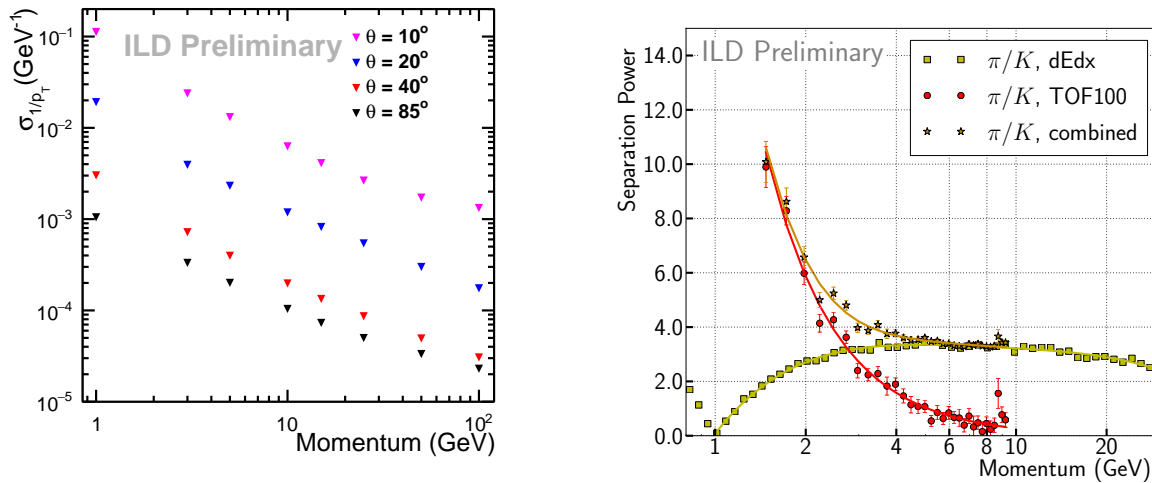 ILD Preliminary
σ1/pT(GeV-1)
θ = 10°
θ = 20°
θ = 40°
θ = 85°
10⁻¹
10⁻²
10⁻³
10⁻⁴
10⁻⁵
1 10 10²
Momentum (GeV)
ILD Preliminary
Separation Power
π/K, dEdx
π/K, TOF100
π/K, combined
14.0
12.0
10.0
8.0
6.0
4.0
2.0
0.0
1 2 4 6 8 10 20
Momentum (GeV)